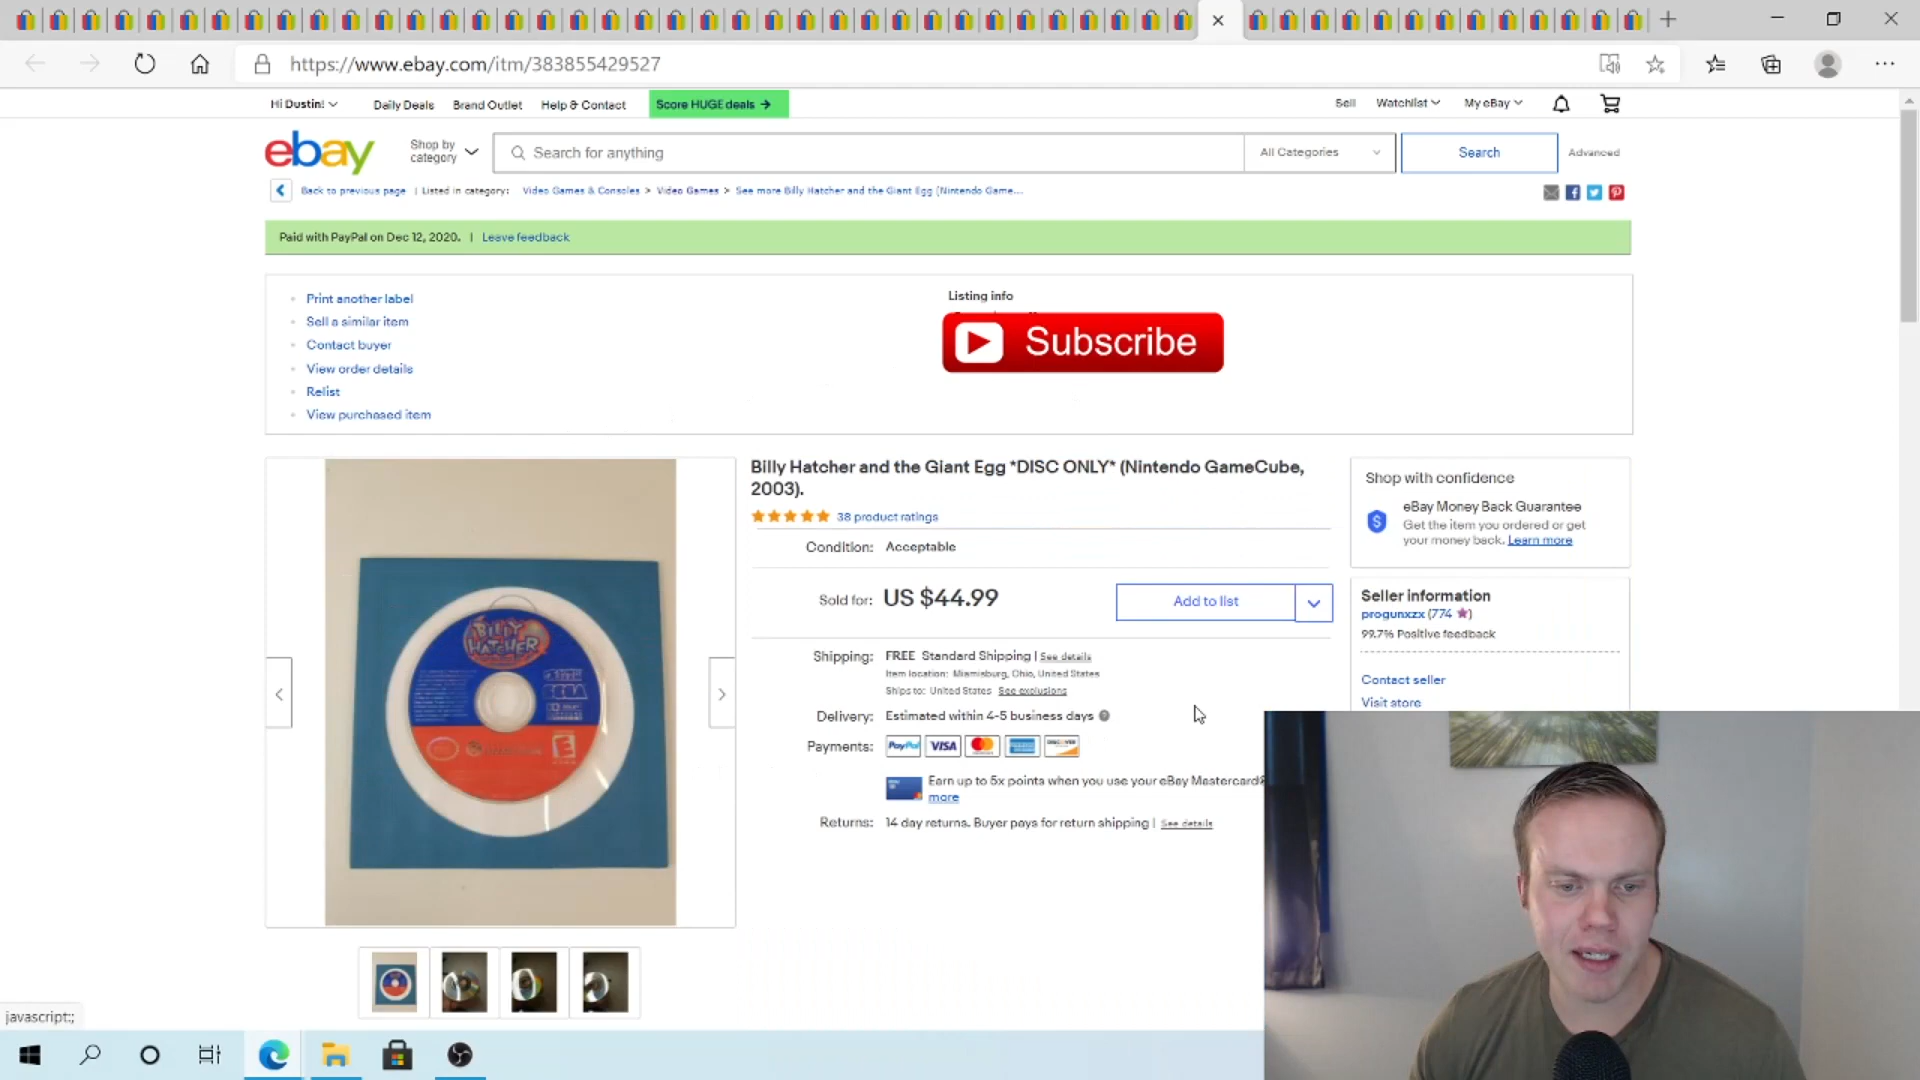 https://www.ebay.com/itm/383855429527
Hi Dustin!
Daily Deals
Brand Outlet
Help & Contact
Score HUGE deals →
Sell
Watchlist
My eBay
ebay
Shop by category
Search for anything
All Categories
Search
Advanced
Back to previous page | Listed in category: Video Games & Consoles > Video Games > See more Billy Hatcher and the Giant Egg (Nintendo Game...
Paid with PayPal on Dec 12, 2020. | Leave feedback
Print another label
Sell a similar item
Contact buyer
View order details
Relist
View purchased item
Listing info
Subscribe
Billy Hatcher and the Giant Egg *DISC ONLY* (Nintendo GameCube,
2003).
38 product ratings
Condition: Acceptable
Sold for: US $44.99
Add to list
Shipping: FREE Standard Shipping | See details
Item location: Miamisburg, Ohio, United States
Ships to: United States See exclusions
Delivery: Estimated within 4-5 business days
Payments: PayPal VISA
Earn up to 5x points when you use your eBay Mastercard®
more
Returns: 14 day returns. Buyer pays for return shipping | See details
Shop with confidence
eBay Money Back Guarantee
Get the item you ordered or get
your money back. Learn more
Seller information
progunxzx (774)
99.7% Positive feedback
Contact seller
Visit store
BILLY
HATCHER
SEGA
E
javascript:;